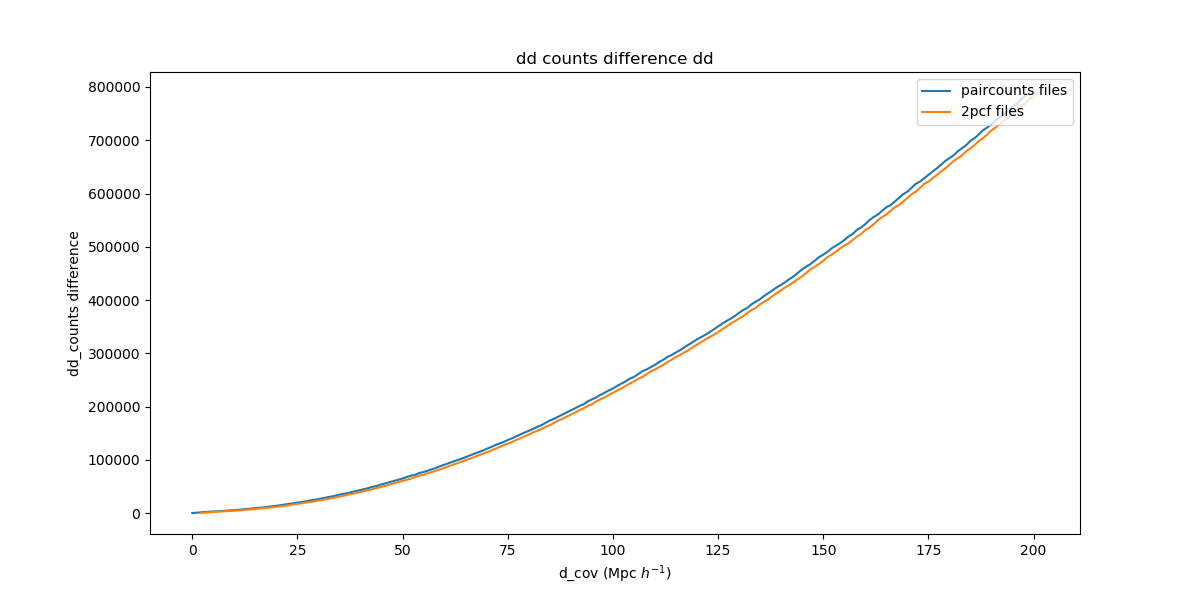 dd counts difference dd
paircounts files
2pcf files
800000
700000
600000
500000
400000
300000
200000
100000
0
dd_counts difference
0 25 50 75 100 125 150 175 200
d_cov (Mpc h⁻¹)